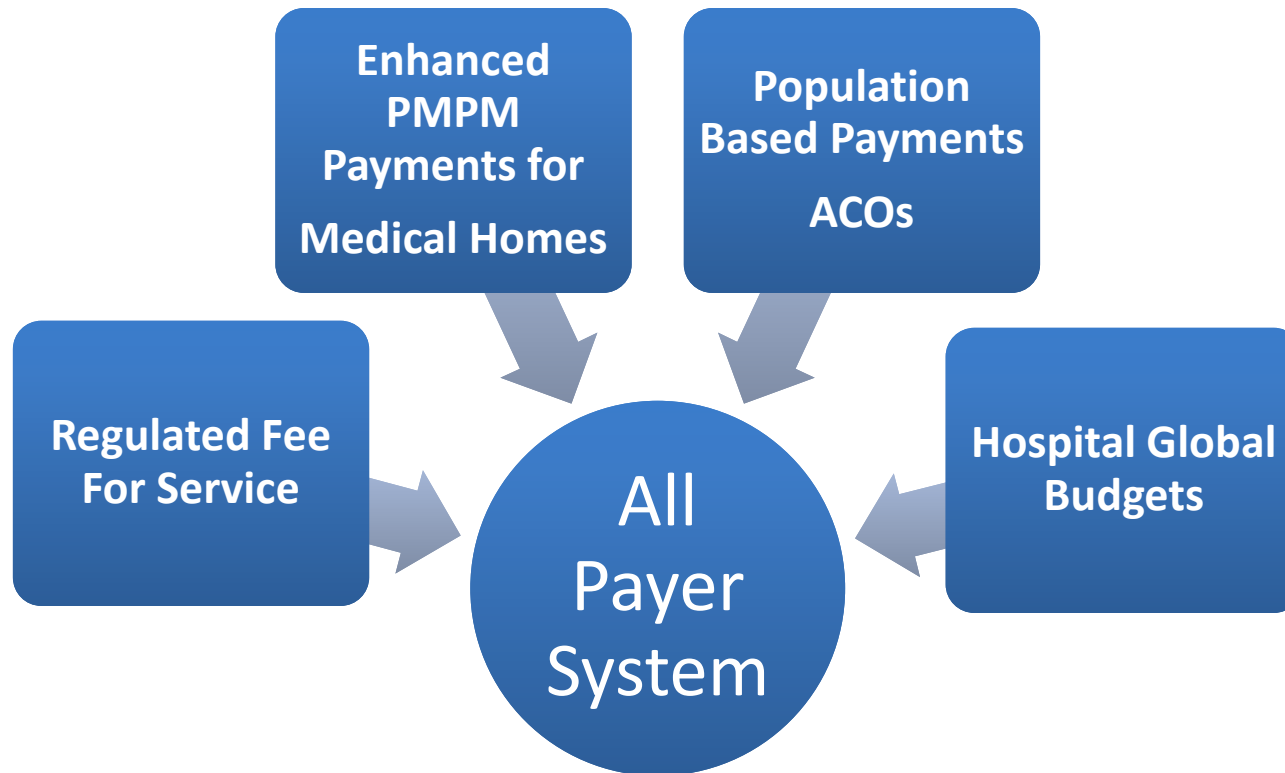 Enhanced
PMPM
Payments for
Medical Homes
Population
Based Payments
ACOs
Regulated Fee
For Service
Hospital Global
Budgets
All
Payer
System